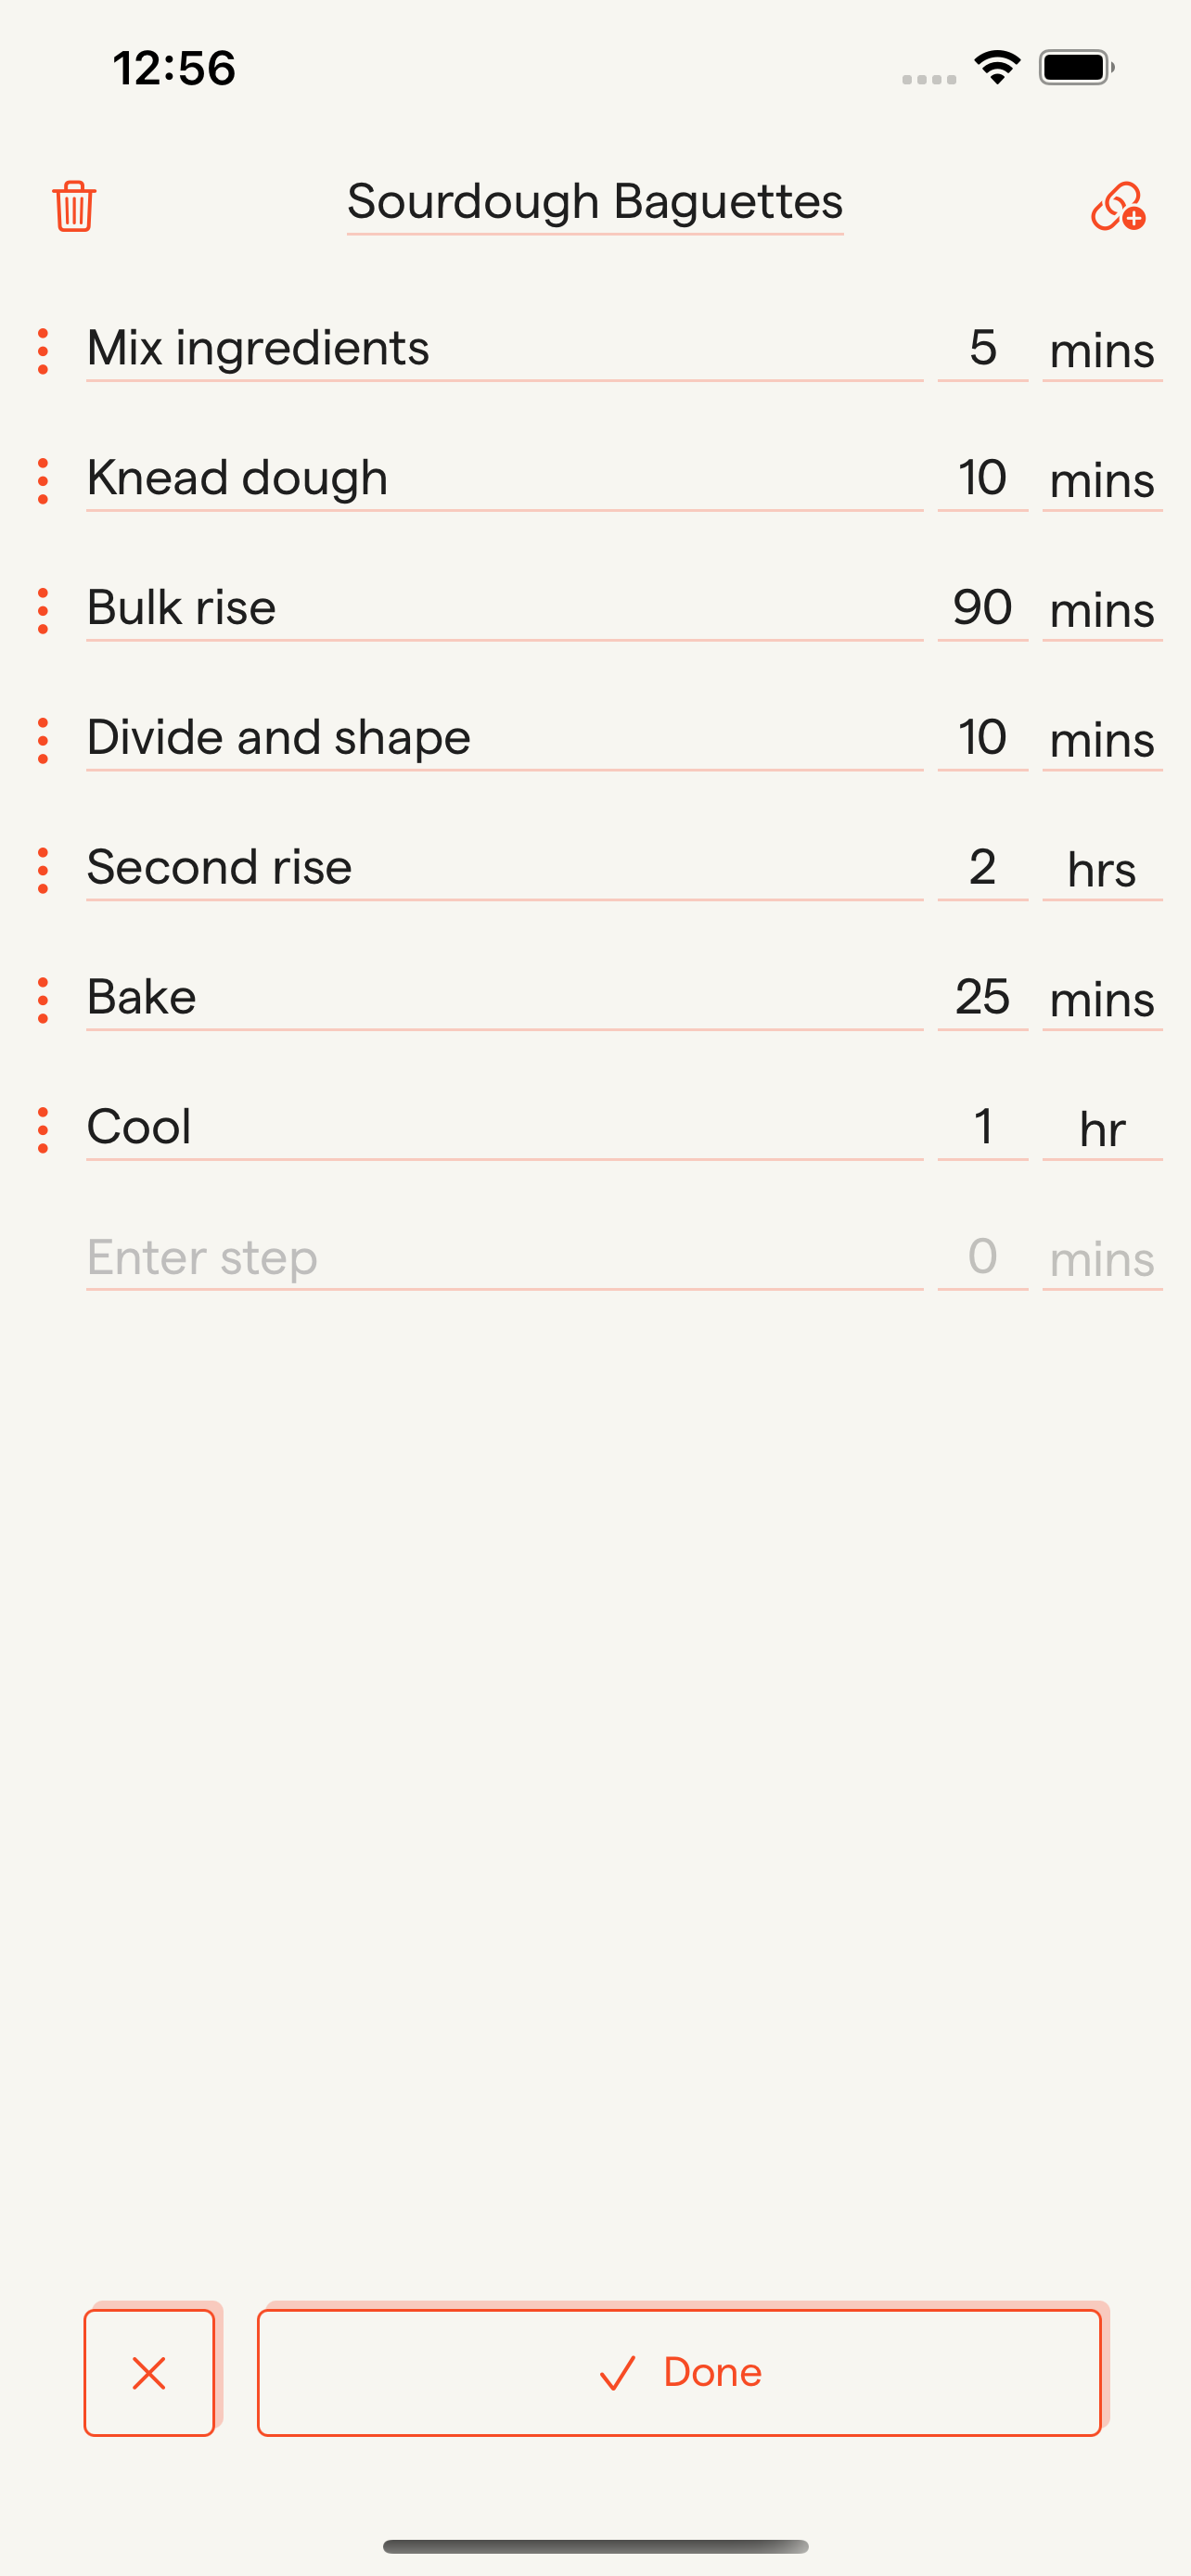 12:56
Sourdough Baguettes
Mix ingredients 5 mins
Knead dough 10 mins
Bulk rise 90 mins
Divide and shape 10 mins
Second rise 2 hrs
Bake 25 mins
Cool 1 hr
Enter step 0 mins
Done